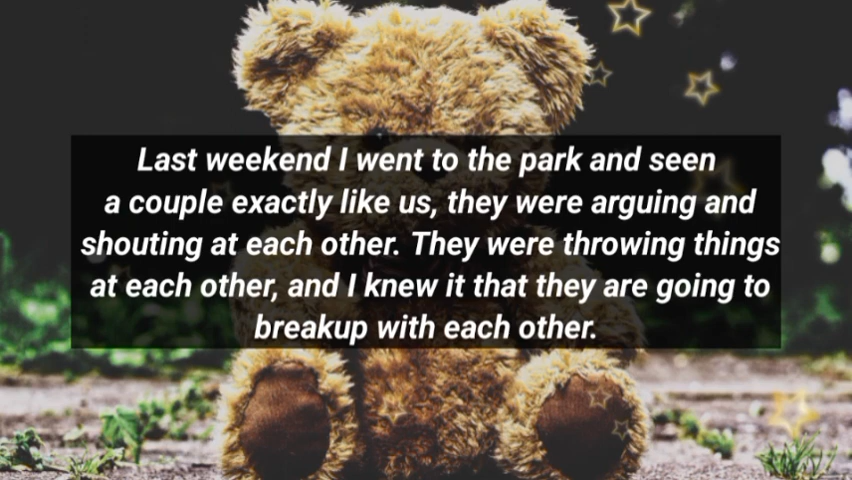 Last weekend I went to the park and seen
a couple exactly like us, they were arguing and
shouting at each other. They were throwing things
at each other, and I knew it that they are going to
breakup with each other.